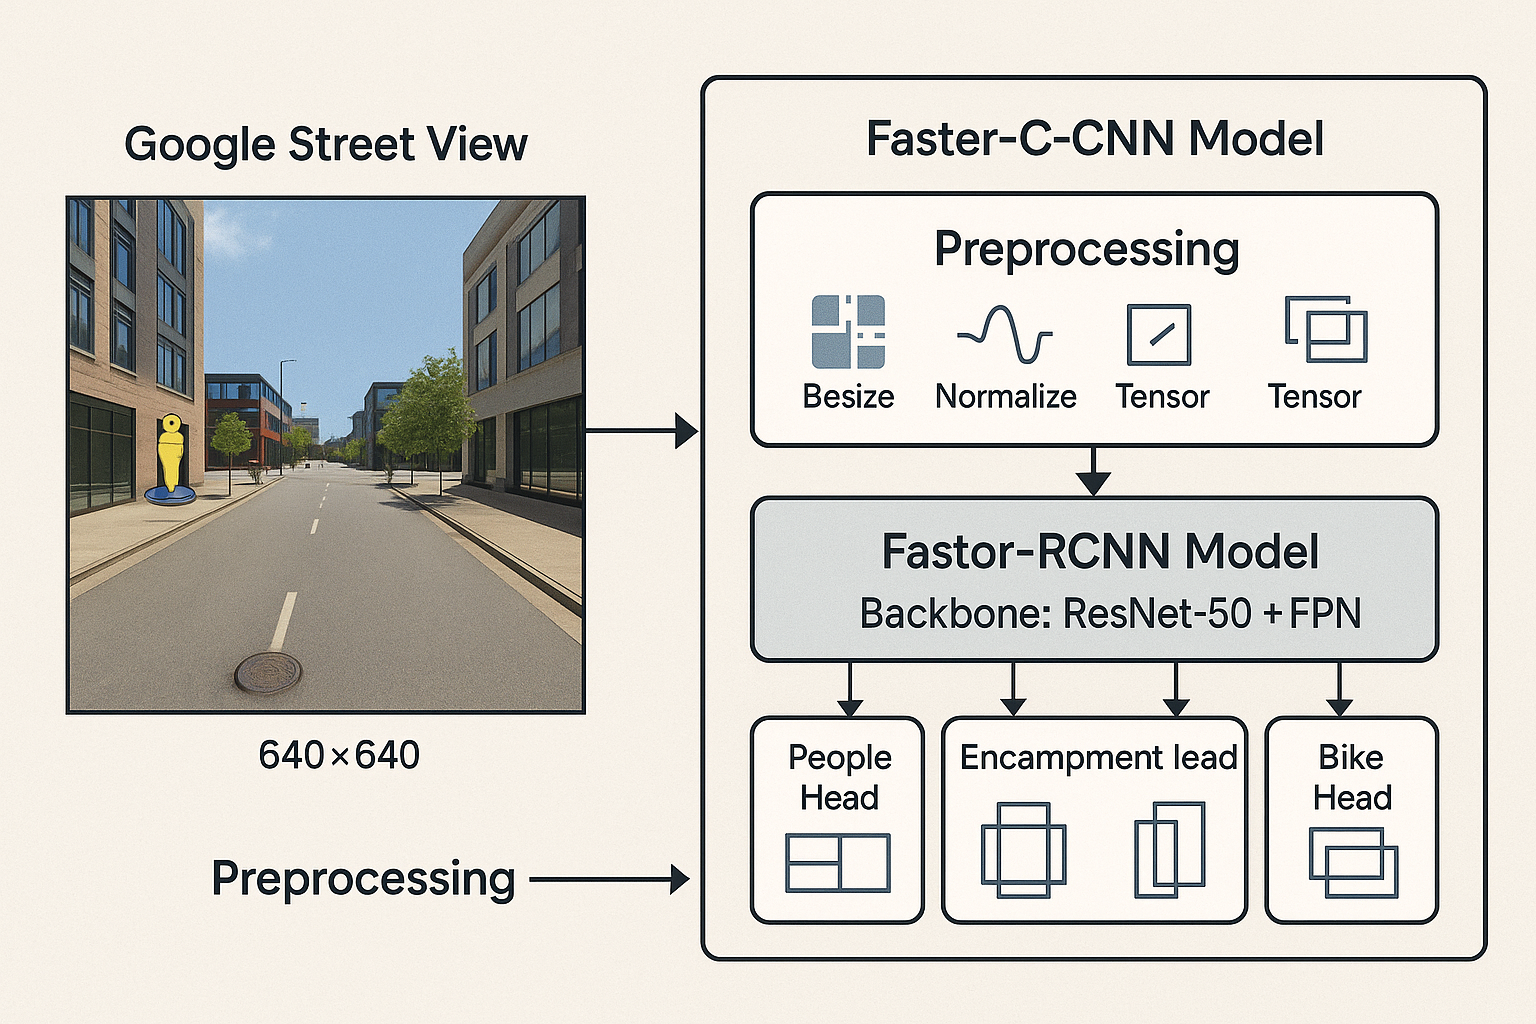 Google Street View
640×640
Preprocessing
Faster-C-CNN Model
Preprocessing
Besize
Normalize
Tensor
Tensor
Fastor-RCNN Model
Backbone: ResNet-50 + FPN
People
Head
Encampment lead
Bike
Head